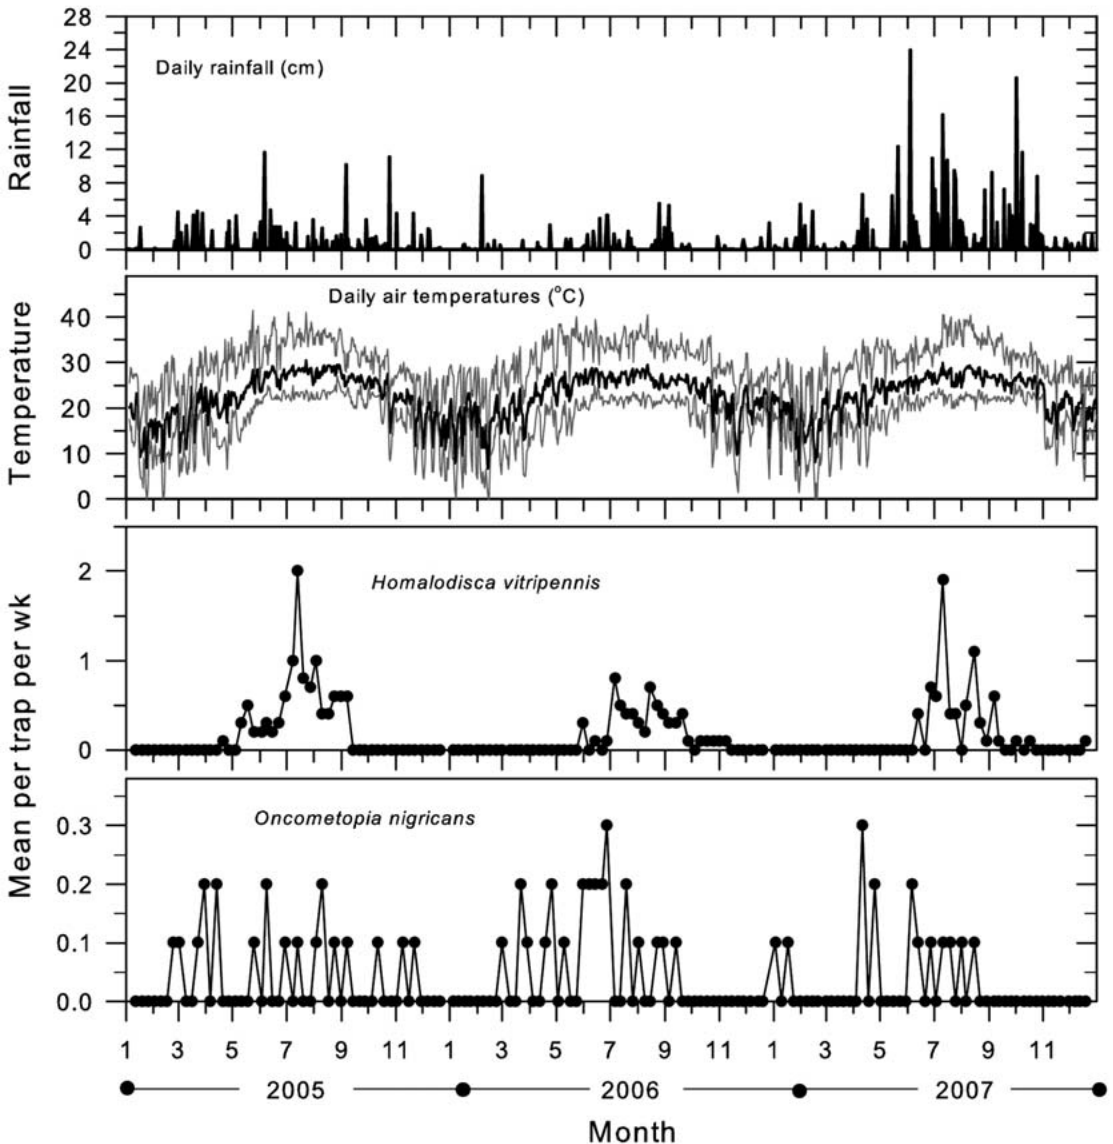 28
24
20
16
12
8
4
0
Rainfall
Daily rainfall (cm)
40
30
20
10
0
Temperature
Daily air temperatures (°C)
2
1
0
Mean per trap per wk
Homalodisca vitripennis
0.3
0.2
0.1
0.0
Oncometopia nigricans
1 3 5 7 9 11 1 3 5 7 9 11 1 3 5 7 9 11
2005 2006 2007
Month